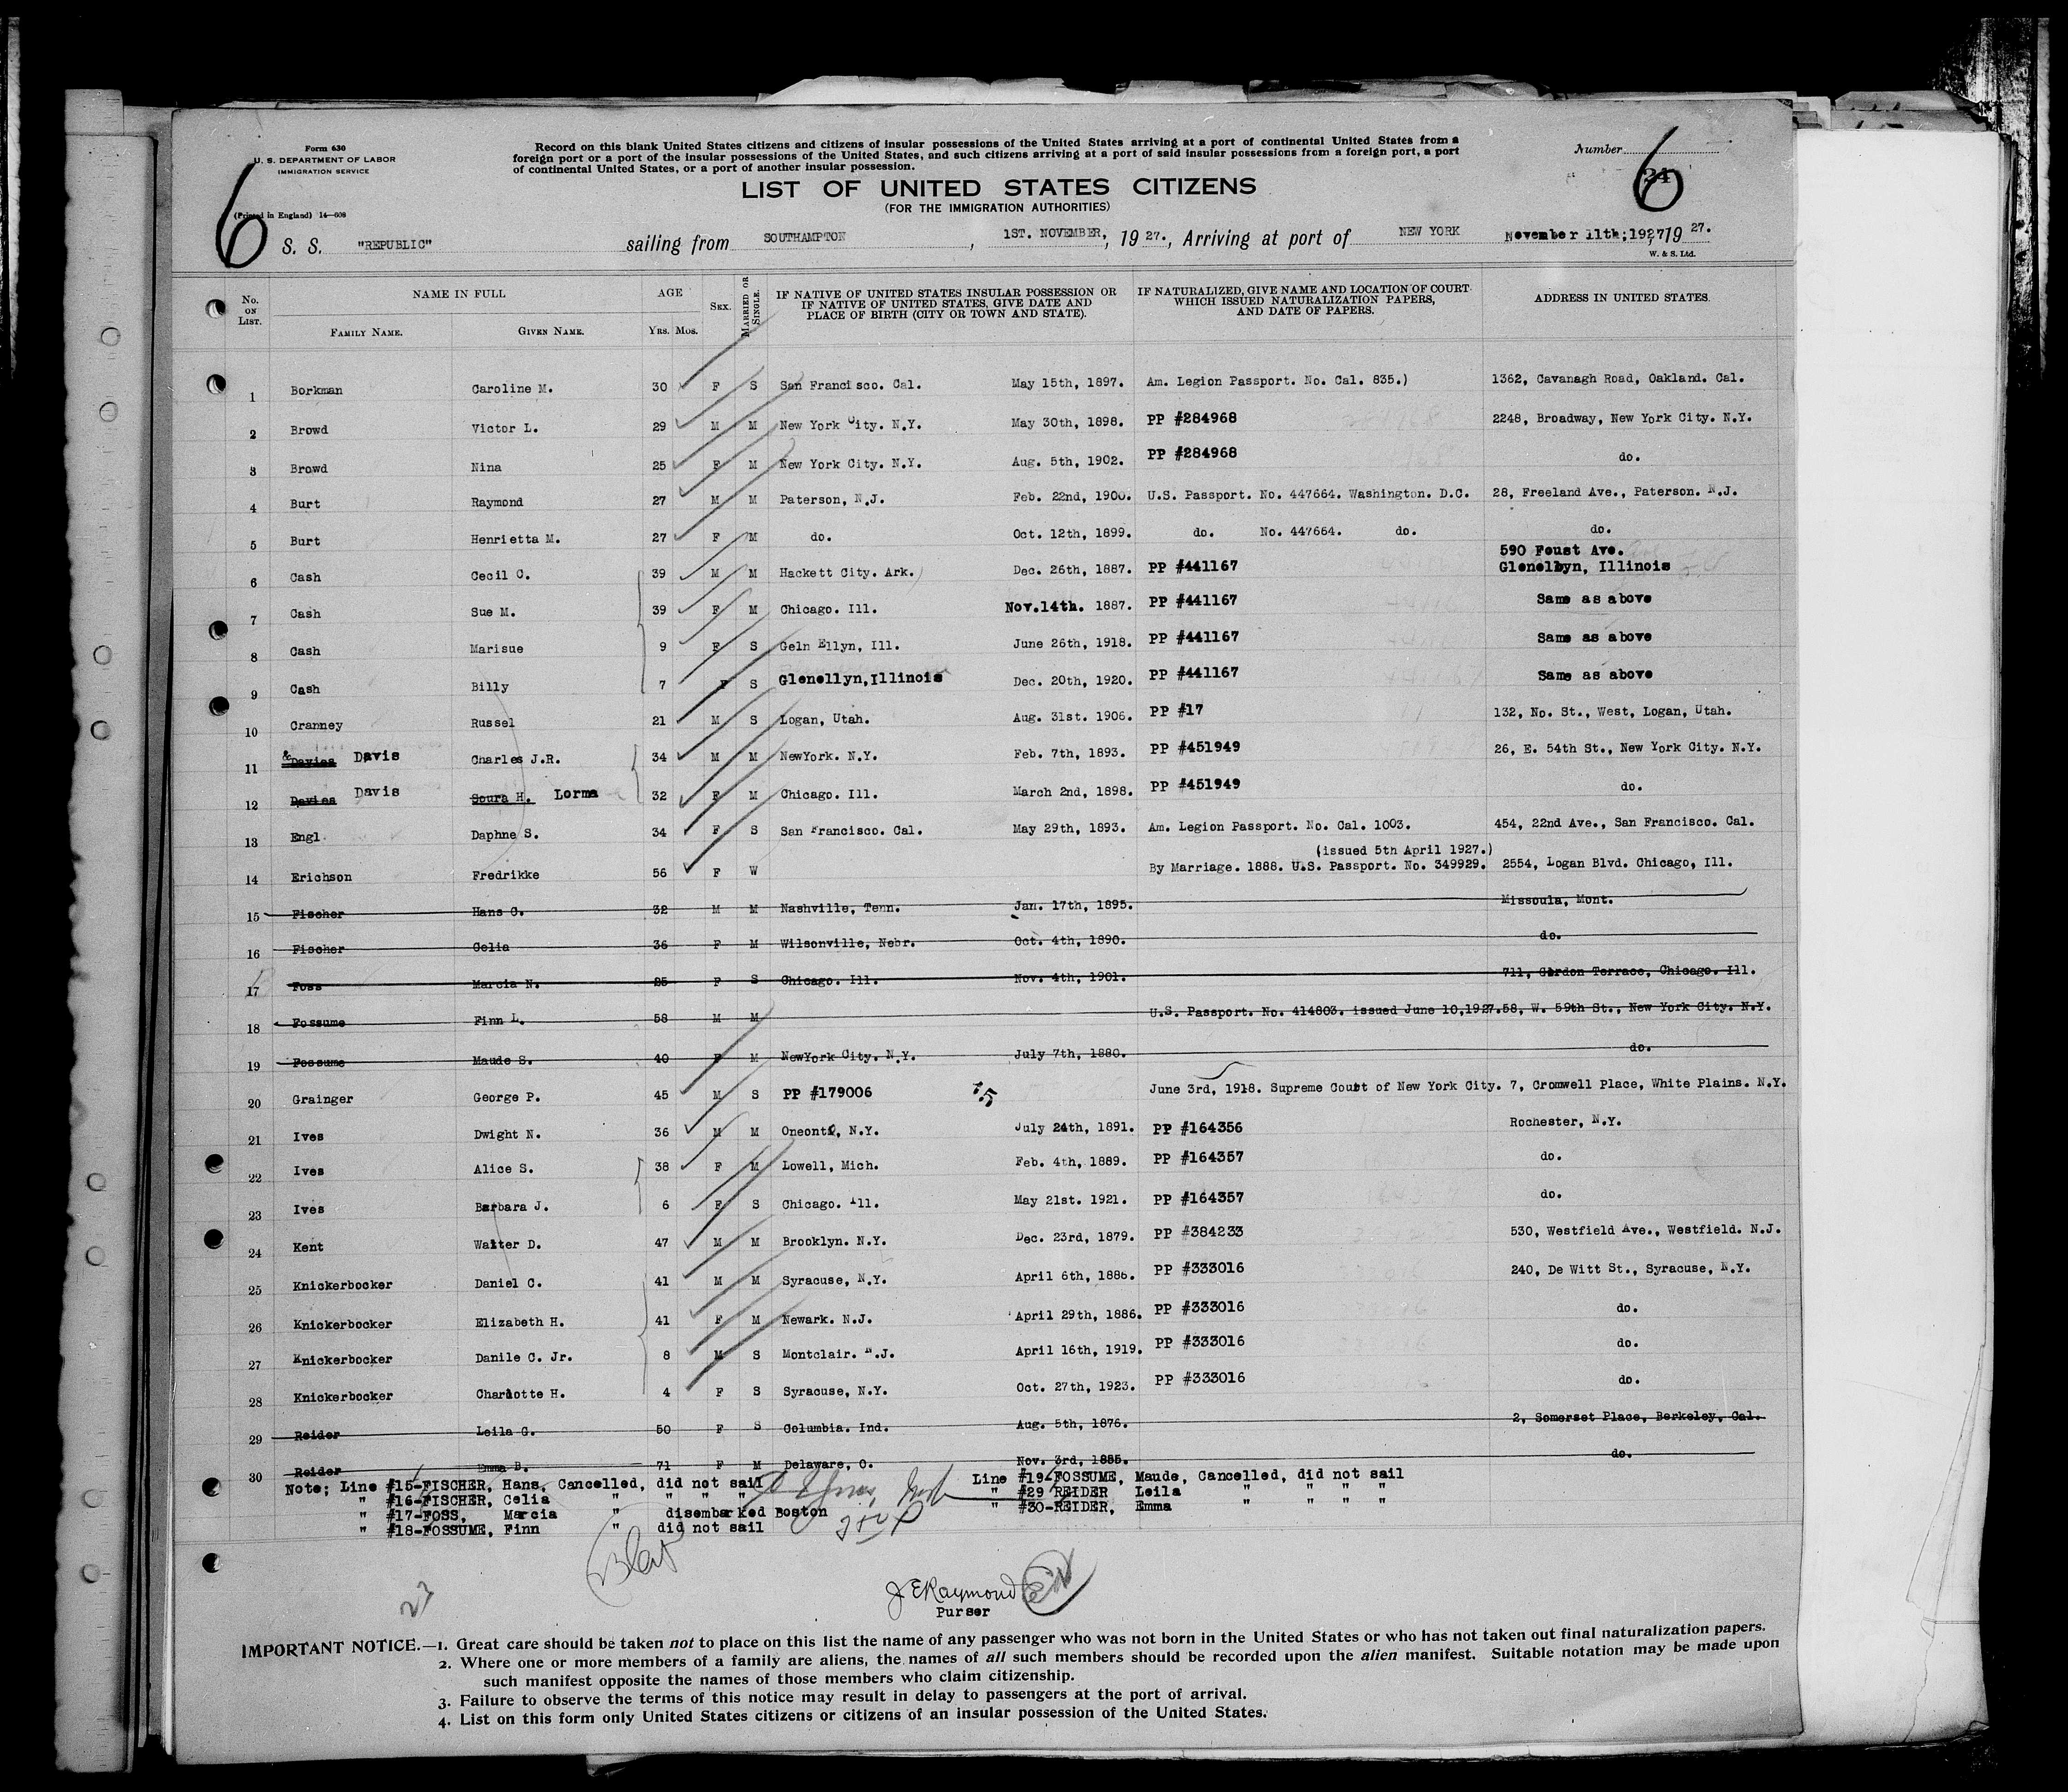 Form 630
U. S. DEPARTMENT OF LABOR
IMMIGRATION SERVICE
(Printed in England) 14—608
Record on this blank United States citizens and citizens of insular possessions of the United States arriving at a port of continental United States from a
foreign port or a port of the insular possessions of the United States, and such citizens arriving at a port of said insular possessions from a foreign port, a port
of continental United States, or a port of another insular possession.
Number
24
6
6
LIST OF UNITED STATES CITIZENS
(FOR THE IMMIGRATION AUTHORITIES)
S. S. "REPUBLIC" sailing from SOUTHAMPTON, 1ST. NOVEMBER, 1927., Arriving at port of NEW YORK November 11th;1927, 1927.
W. & S. Ltd.
No. ON LIST. NAME IN FULL AGE SEX. MARRIED OR SINGLE. IF NATIVE OF UNITED STATES INSULAR POSSESSION OR IF NATIVE OF UNITED STATES, GIVE DATE AND PLACE OF BIRTH (CITY OR TOWN AND STATE). IF NATURALIZED, GIVE NAME AND LOCATION OF COURT WHICH ISSUED NATURALIZATION PAPERS, AND DATE OF PAPERS. ADDRESS IN UNITED STATES.
FAMILY NAME. GIVEN NAME. YRS. MOS.
1 Borkman Caroline M. 30 F S San Francisco. Cal. May 15th, 1897. Am. Legion Passport. No. Cal. 835.) 1362, Cavanagh Road, Oakland. Cal.
2 Browd Victor L. 29 M M New York City. N.Y. May 30th, 1898. PP #284968 2248, Broadway, New York City. N.Y.
3 Browd Nina 25 F M New York City. N.Y. Aug. 5th, 1902. PP #284968 do.
4 Burt Raymond 27 M M Paterson, N.J. Feb. 22nd, 1900. U.S. Passport. No. 447664. Washington. D.C. 28, Freeland Ave., Paterson. N.J.
5 Burt Henrietta M. 27 F M do. Oct. 12th, 1899. do. No. 447664. do. do.
6 Cash Cecil C. 39 M M Hackett City. Ark. Dec. 26th, 1887. PP #441167 590 Foust Ave. Glenelbyn, Illinois
7 Cash Sue M. 39 F M Chicago. Ill. Nov.14th. 1887. PP #441167 Same as above
8 Cash Marisue 9 F S Geln Ellyn, Ill. June 26th, 1918. PP #441167 Same as above
9 Cash Billy 7 F S Glenellyn,Illinois Dec. 20th, 1920. PP #441167 Same as above
10 Cranney Russel 21 M S Logan, Utah. Aug. 31st. 1906. PP #17 132, No. St., West, Logan, Utah.
11 & Davies Davis Charles J.R. 34 M M NewYork. N.Y. Feb. 7th, 1893. PP #451949 26, E. 54th St., New York City. N.Y.
12 Davies Davis Soura H. Lorma 32 F M Chicago. Ill. March 2nd, 1898. PP #451949 do.
13 Engl Daphne S. 34 F S San Francisco. Cal. May 29th, 1893. Am. Legion Passport. No. Cal. 1003. 454, 22nd Ave., San Francisco. Cal.
(issued 5th April 1927.)
14 Erichson Fredrikke 56 F W By Marriage. 1888. U.S. Passport. No. 349929. 2554, Logan Blvd. Chicago, Ill.
15 Fischer Hans O. 32 M M Nashville, Tenn. Jan. 17th, 1895. Missoula, Mont.
16 Fischer Celia 36 F M Wilsonville, Nebr. Oct. 4th, 1890. do.
17 Foss Marcia N. 25 F S Chicago. Ill. Nov. 4th, 1901. 711, Gordon Terrace, Chicago. Ill.
18 Fossume Finn L. 58 M M U.S. Passport. No. 414803. issued June 10,1927. 58, W. 59th St., New York City. N.Y.
19 Fossume Maude S. 40 F M NewYork City. N.Y. July 7th, 1880. do.
20 Grainger George P. 45 M S PP #179006 June 3rd, 1918. Supreme Court of New York City. 7, Cromwell Place, White Plains. N.Y.
21 Ives Dwight N. 36 M M Oneonta, N.Y. July 24th, 1891. PP #164356 Rochester, N.Y.
22 Ives Alice S. 38 F M Lowell, Mich. Feb. 4th, 1889. PP #164357 do.
23 Ives Barbara J. 6 F S Chicago. Ill. May 21st. 1921. PP #164357 do.
24 Kent Walter D. 47 M M Brooklyn. N.Y. Dec. 23rd, 1879. PP #384233 530, Westfield Ave., Westfield. N.J.
25 Knickerbocker Daniel C. 41 M M Syracuse, N.Y. April 6th, 1886. PP #333016 240, De Witt St., Syracuse, N.Y.
26 Knickerbocker Elizabeth H. 41 F M Newark. N.J. April 29th, 1886. PP #333016 do.
27 Knickerbocker Danile C. Jr. 8 M S Montclair. N.J. April 16th, 1919. PP #333016 do.
28 Knickerbocker Charlotte H. 4 F S Syracuse, N.Y. Oct. 27th, 1923. PP #333016 do.
29 Reider Leila G. 50 F S Columbia. Ind. Aug. 5th, 1876. 2, Somerset Place, Berkeley, Cal.
30 Reider Emma B. 71 F M Delaware, O. Nov. 3rd, 1855. do.
Note; Line #15-FISCHER, Hans, Cancelled, did not sail Line #19-FOSSUME, Maude, Cancelled, did not sail
" #16-FISCHER, Celia " " " " " #29 REIDER Leila " " " "
" #17-FOSS, Marcia " disembarked Boston " #30-REIDER, Emma " " " "
" #18-FOSSUME, Finn " did not sail
J E Raymond
Purser
IMPORTANT NOTICE.—1. Great care should be taken not to place on this list the name of any passenger who was not born in the United States or who has not taken out final naturalization papers.
2. Where one or more members of a family are aliens, the names of all such members should be recorded upon the alien manifest. Suitable notation may be made upon
such manifest opposite the names of those members who claim citizenship.
3. Failure to observe the terms of this notice may result in delay to passengers at the port of arrival.
4. List on this form only United States citizens or citizens of an insular possession of the United States.